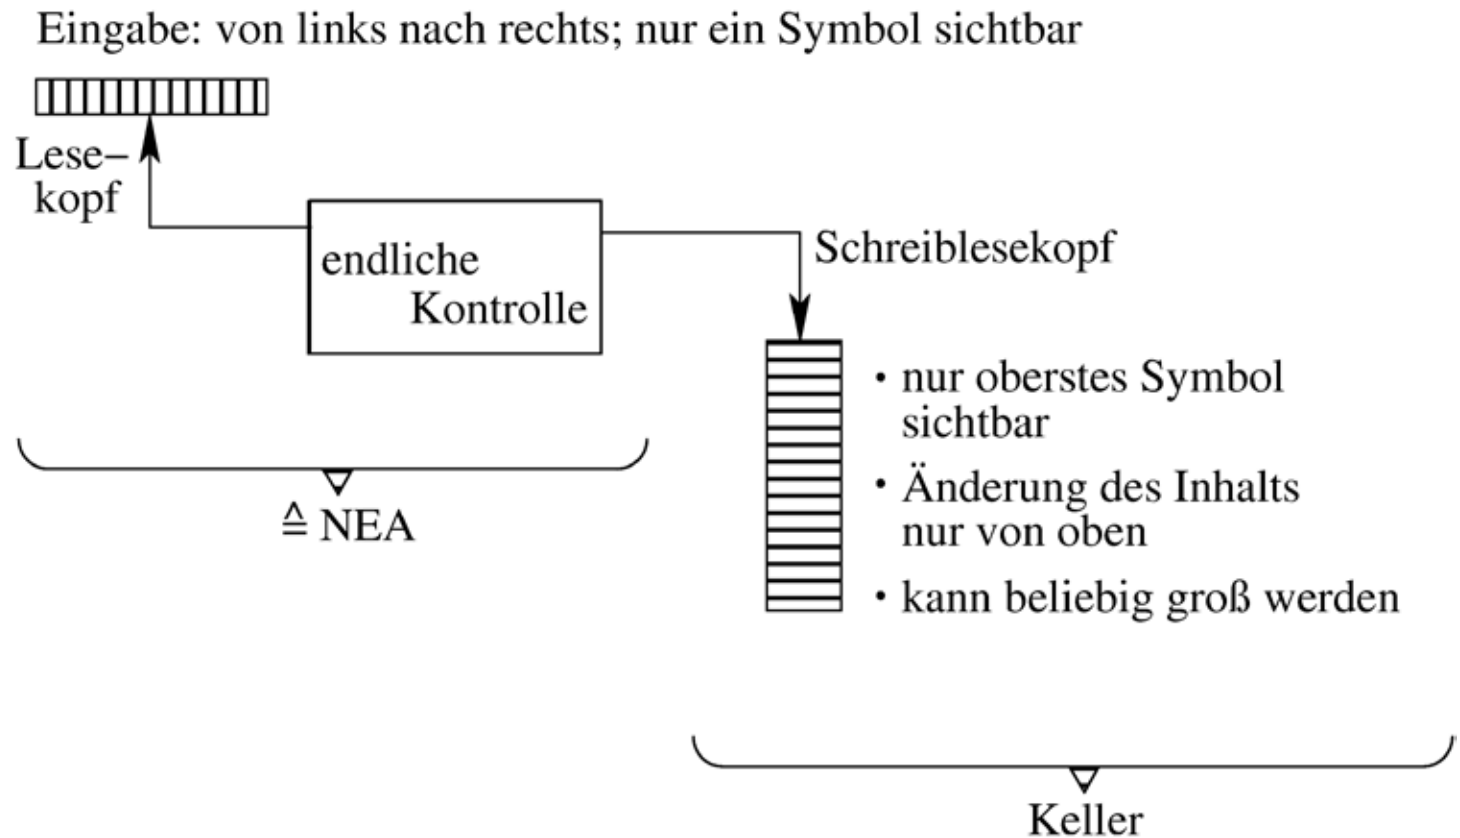 Eingabe: von links nach rechts; nur ein Symbol sichtbar
Lese–
kopf
endliche
Kontrolle
Schreiblesekopf
• nur oberstes Symbol
sichtbar
• Änderung des Inhalts
nur von oben
• kann beliebig groß werden
≙ NEA
Keller